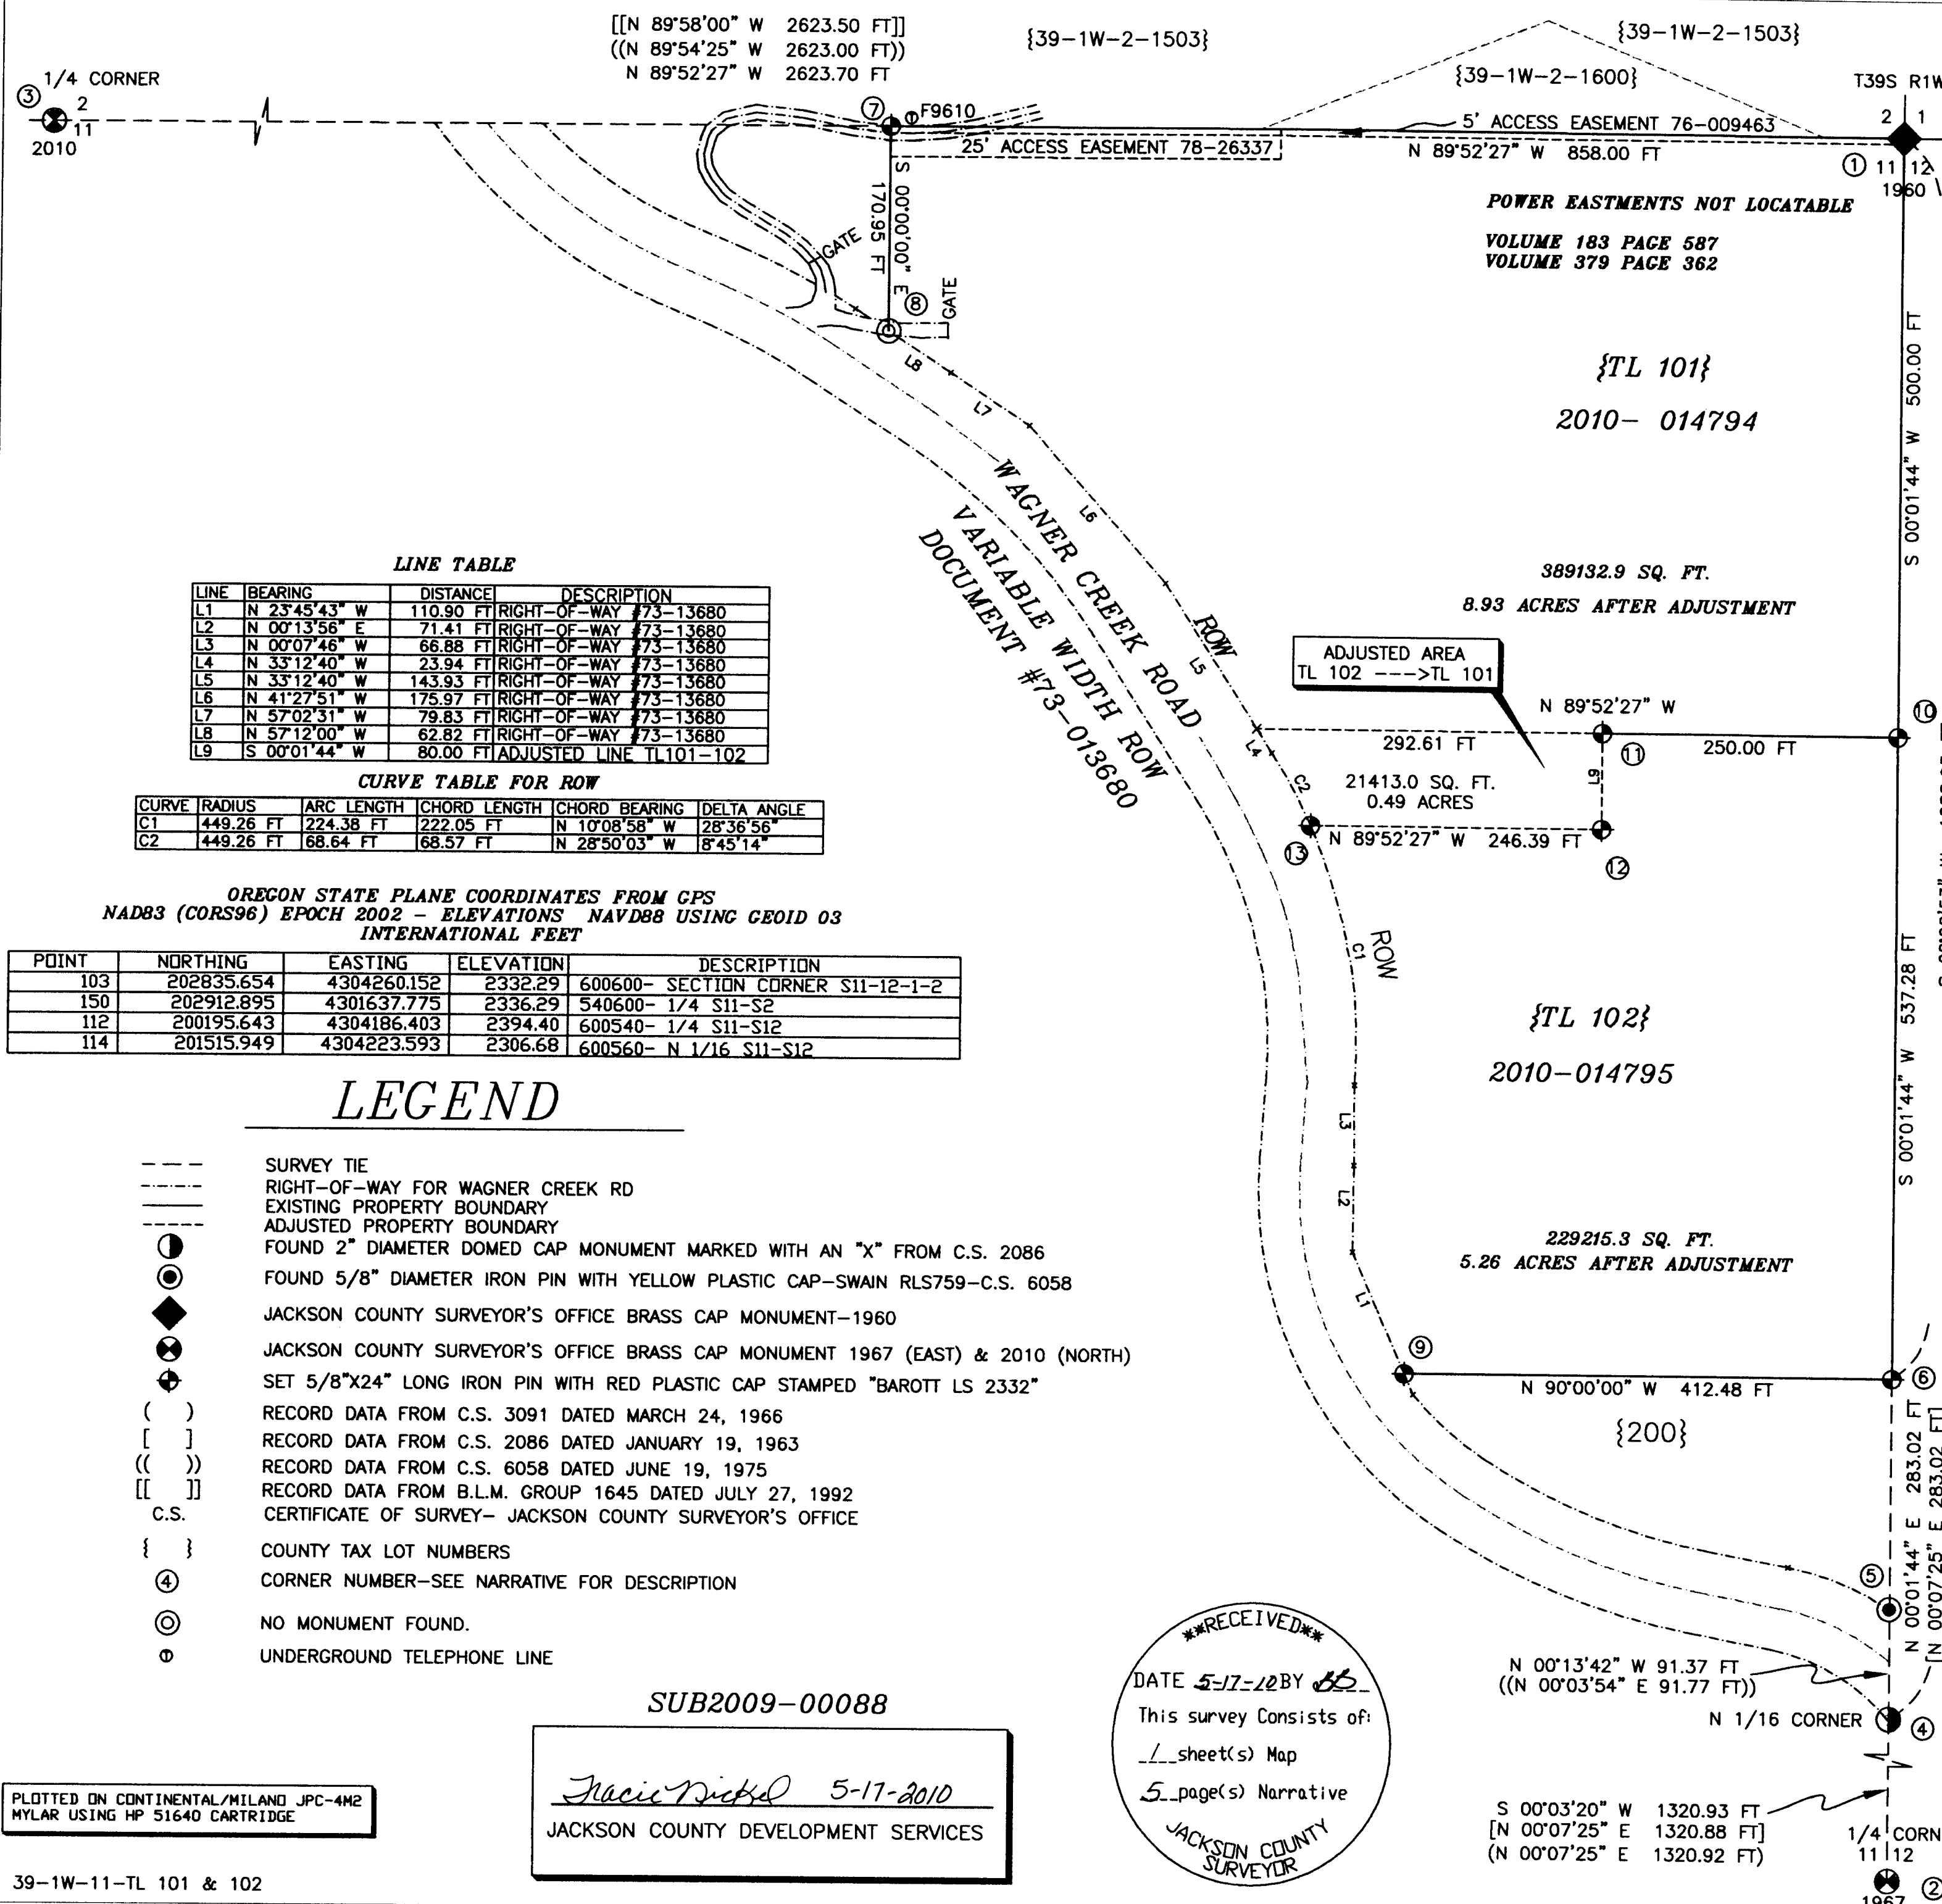 [[N 89°58'00" W 2623.50 FT]]
((N 89°54'25" W 2623.00 FT))
N 89°52'27" W 2623.70 FT
{39-1W-2-1503}
{39-1W-2-1503}
{39-1W-2-1600}
T39S R1W
1/4 CORNER
3
2
11
2010
7
F9610
5' ACCESS EASEMENT 76-009463
25' ACCESS EASEMENT 78-26337
N 89°52'27" W 858.00 FT
2 1
1 11 12
1960
S 00°00'00" E
170.95 FT
GATE
8
GATE
POWER EASTMENTS NOT LOCATABLE
VOLUME 183 PAGE 587
VOLUME 379 PAGE 362
{TL 101}
2010- 014794
S 00°01'44" W 500.00 FT
L8
L7
L6
WAGNER CREEK ROAD
VARIABLE WIDTH ROW
DOCUMENT #73-013680
389132.9 SQ. FT.
8.93 ACRES AFTER ADJUSTMENT
ROW
L5
ADJUSTED AREA
TL 102 --->TL 101
N 89°52'27" W
10
L4
292.61 FT
11
250.00 FT
C2
21413.0 SQ. FT.
0.49 ACRES
L9
13
N 89°52'27" W 246.39 FT
12
LINE TABLE
LINE BEARING DISTANCE DESCRIPTION
L1 N 23°45'43" W 110.90 FT RIGHT-OF-WAY #73-13680
L2 N 00°13'56" E 71.41 FT RIGHT-OF-WAY #73-13680
L3 N 00°07'46" W 66.88 FT RIGHT-OF-WAY #73-13680
L4 N 33°12'40" W 23.94 FT RIGHT-OF-WAY #73-13680
L5 N 33°12'40" W 143.93 FT RIGHT-OF-WAY #73-13680
L6 N 41°27'51" W 175.97 FT RIGHT-OF-WAY #73-13680
L7 N 57°02'31" W 79.83 FT RIGHT-OF-WAY #73-13680
L8 N 57°12'00" W 62.82 FT RIGHT-OF-WAY #73-13680
L9 S 00°01'44" W 80.00 FT ADJUSTED LINE TL101-102
CURVE TABLE FOR ROW
CURVE RADIUS ARC LENGTH CHORD LENGTH CHORD BEARING DELTA ANGLE
C1 449.26 FT 224.38 FT 222.05 FT N 10°08'58" W 28°36'56"
C2 449.26 FT 68.64 FT 68.57 FT N 28°50'03" W 8°45'14"
OREGON STATE PLANE COORDINATES FROM GPS
NAD83 (CORS96) EPOCH 2002 - ELEVATIONS NAVD88 USING GEOID 03
INTERNATIONAL FEET
POINT NORTHING EASTING ELEVATION DESCRIPTION
103 202835.654 4304260.152 2332.29 600600- SECTION CORNER S11-12-1-2
150 202912.895 4301637.775 2336.29 540600- 1/4 S11-S2
112 200195.643 4304186.403 2394.40 600540- 1/4 S11-S12
114 201515.949 4304223.593 2306.68 600560- N 1/16 S11-S12
C1
ROW
{TL 102}
2010-014795
S 00°01'44" W 537.28 FT
L3
L2
L1
229215.3 SQ. FT.
5.26 ACRES AFTER ADJUSTMENT
9
N 90°00'00" W 412.48 FT
6
{200}
LEGEND
SURVEY TIE
RIGHT-OF-WAY FOR WAGNER CREEK RD
EXISTING PROPERTY BOUNDARY
ADJUSTED PROPERTY BOUNDARY
FOUND 2" DIAMETER DOMED CAP MONUMENT MARKED WITH AN "X" FROM C.S. 2086
FOUND 5/8" DIAMETER IRON PIN WITH YELLOW PLASTIC CAP-SWAIN RLS759-C.S. 6058
JACKSON COUNTY SURVEYOR'S OFFICE BRASS CAP MONUMENT-1960
JACKSON COUNTY SURVEYOR'S OFFICE BRASS CAP MONUMENT 1967 (EAST) & 2010 (NORTH)
SET 5/8"X24" LONG IRON PIN WITH RED PLASTIC CAP STAMPED "BAROTT LS 2332"
( ) RECORD DATA FROM C.S. 3091 DATED MARCH 24, 1966
[ ] RECORD DATA FROM C.S. 2086 DATED JANUARY 19, 1963
(( )) RECORD DATA FROM C.S. 6058 DATED JUNE 19, 1975
[[ ]] RECORD DATA FROM B.L.M. GROUP 1645 DATED JULY 27, 1992
C.S. CERTIFICATE OF SURVEY- JACKSON COUNTY SURVEYOR'S OFFICE
{ } COUNTY TAX LOT NUMBERS
4 CORNER NUMBER-SEE NARRATIVE FOR DESCRIPTION
NO MONUMENT FOUND.
UNDERGROUND TELEPHONE LINE
N 00°01'44" E 283.02 FT
[N 00°07'25" E 283.02 FT]
5
N 00°13'42" W 91.37 FT
((N 00°03'54" E 91.77 FT))
N 1/16 CORNER
4
S 00°03'20" W 1320.93 FT
[N 00°07'25" E 1320.88 FT]
(N 00°07'25" E 1320.92 FT)
1/4 CORN
11 12
2
1967
**RECEIVED**
DATE 5-17-10 BY BB
This survey Consists of:
1 sheet(s) Map
5 page(s) Narrative
JACKSON COUNTY
SURVEYOR
SUB2009-00088
Tracie Nickel 5-17-2010
JACKSON COUNTY DEVELOPMENT SERVICES
PLOTTED ON CONTINENTAL/MILANO JPC-4M2
MYLAR USING HP 51640 CARTRIDGE
39-1W-11-TL 101 & 102